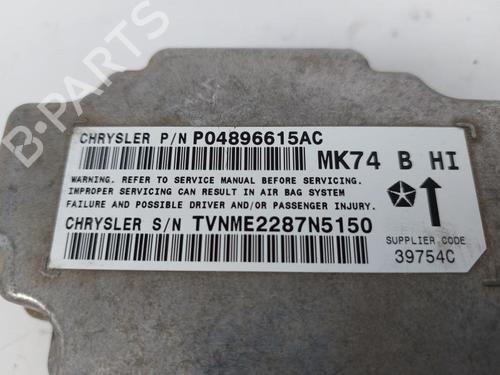 CHRYSLER P/N P04896615AC
MK74 B HI
WARNING. REFER TO SERVICE MANUAL BEFORE SERVICING.
IMPROPER SERVICING CAN RESULT IN AIR BAG SYSTEM
FAILURE AND POSSIBLE DRIVER AND/OR PASSENGER INJURY.
CHRYSLER S/N TVNME2287N5150
SUPPLIER CODE
39754C
B-PARTS